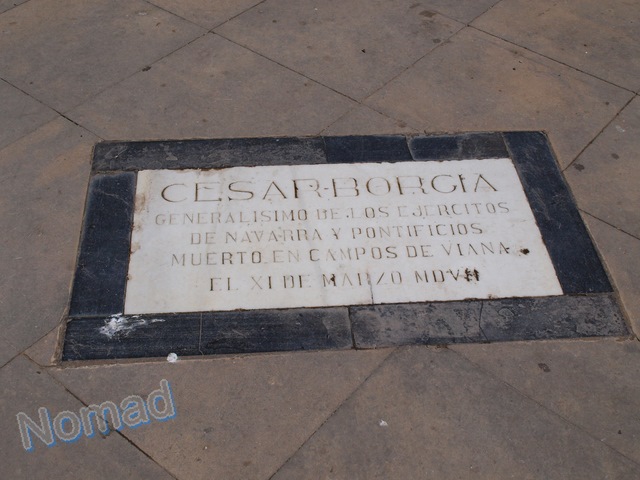 CESAR·BORGIA
GENERALISIMO DE LOS EJERCITOS
DE NAVARRA Y PONTIFICIOS
MUERTO EN CAMPOS DE VIANA
EL XI DE MARZO MDVII
Nomad